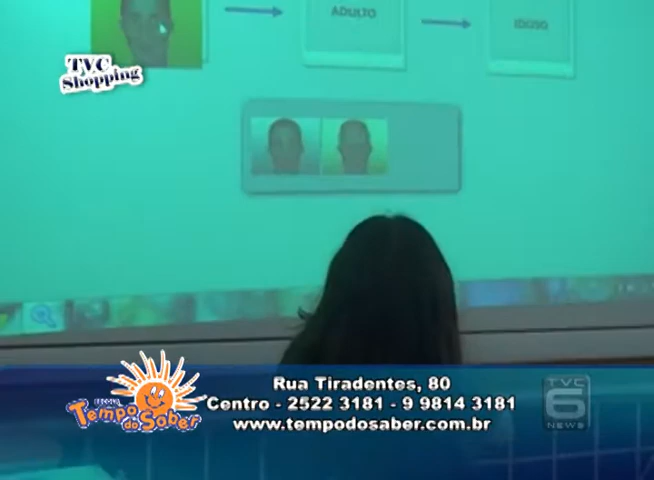 ADULTO
IDOSO
TVC
Shopping
ESCOLA
Tempo
do Saber
Rua Tiradentes, 80
Centro - 2522 3181 - 9 9814 3181
www.tempodosaber.com.br
TVC
6
NEWS